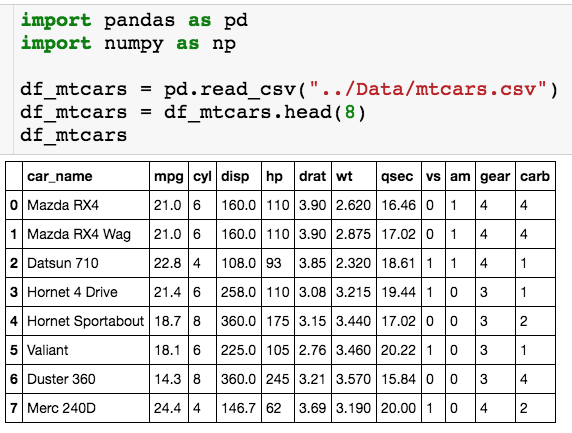 import pandas as pd
import numpy as np
df_mtcars = pd.read_csv("../Data/mtcars.csv")
df_mtcars = df_mtcars.head(8)
df_mtcars
car_name mpg cyl disp hp drat wt qsec vs am gear carb
0 Mazda RX4 21.0 6 160.0 110 3.90 2.620 16.46 0 1 4 4
1 Mazda RX4 Wag 21.0 6 160.0 110 3.90 2.875 17.02 0 1 4 4
2 Datsun 710 22.8 4 108.0 93 3.85 2.320 18.61 1 1 4 1
3 Hornet 4 Drive 21.4 6 258.0 110 3.08 3.215 19.44 1 0 3 1
4 Hornet Sportabout 18.7 8 360.0 175 3.15 3.440 17.02 0 0 3 2
5 Valiant 18.1 6 225.0 105 2.76 3.460 20.22 1 0 3 1
6 Duster 360 14.3 8 360.0 245 3.21 3.570 15.84 0 0 3 4
7 Merc 240D 24.4 4 146.7 62 3.69 3.190 20.00 1 0 4 2